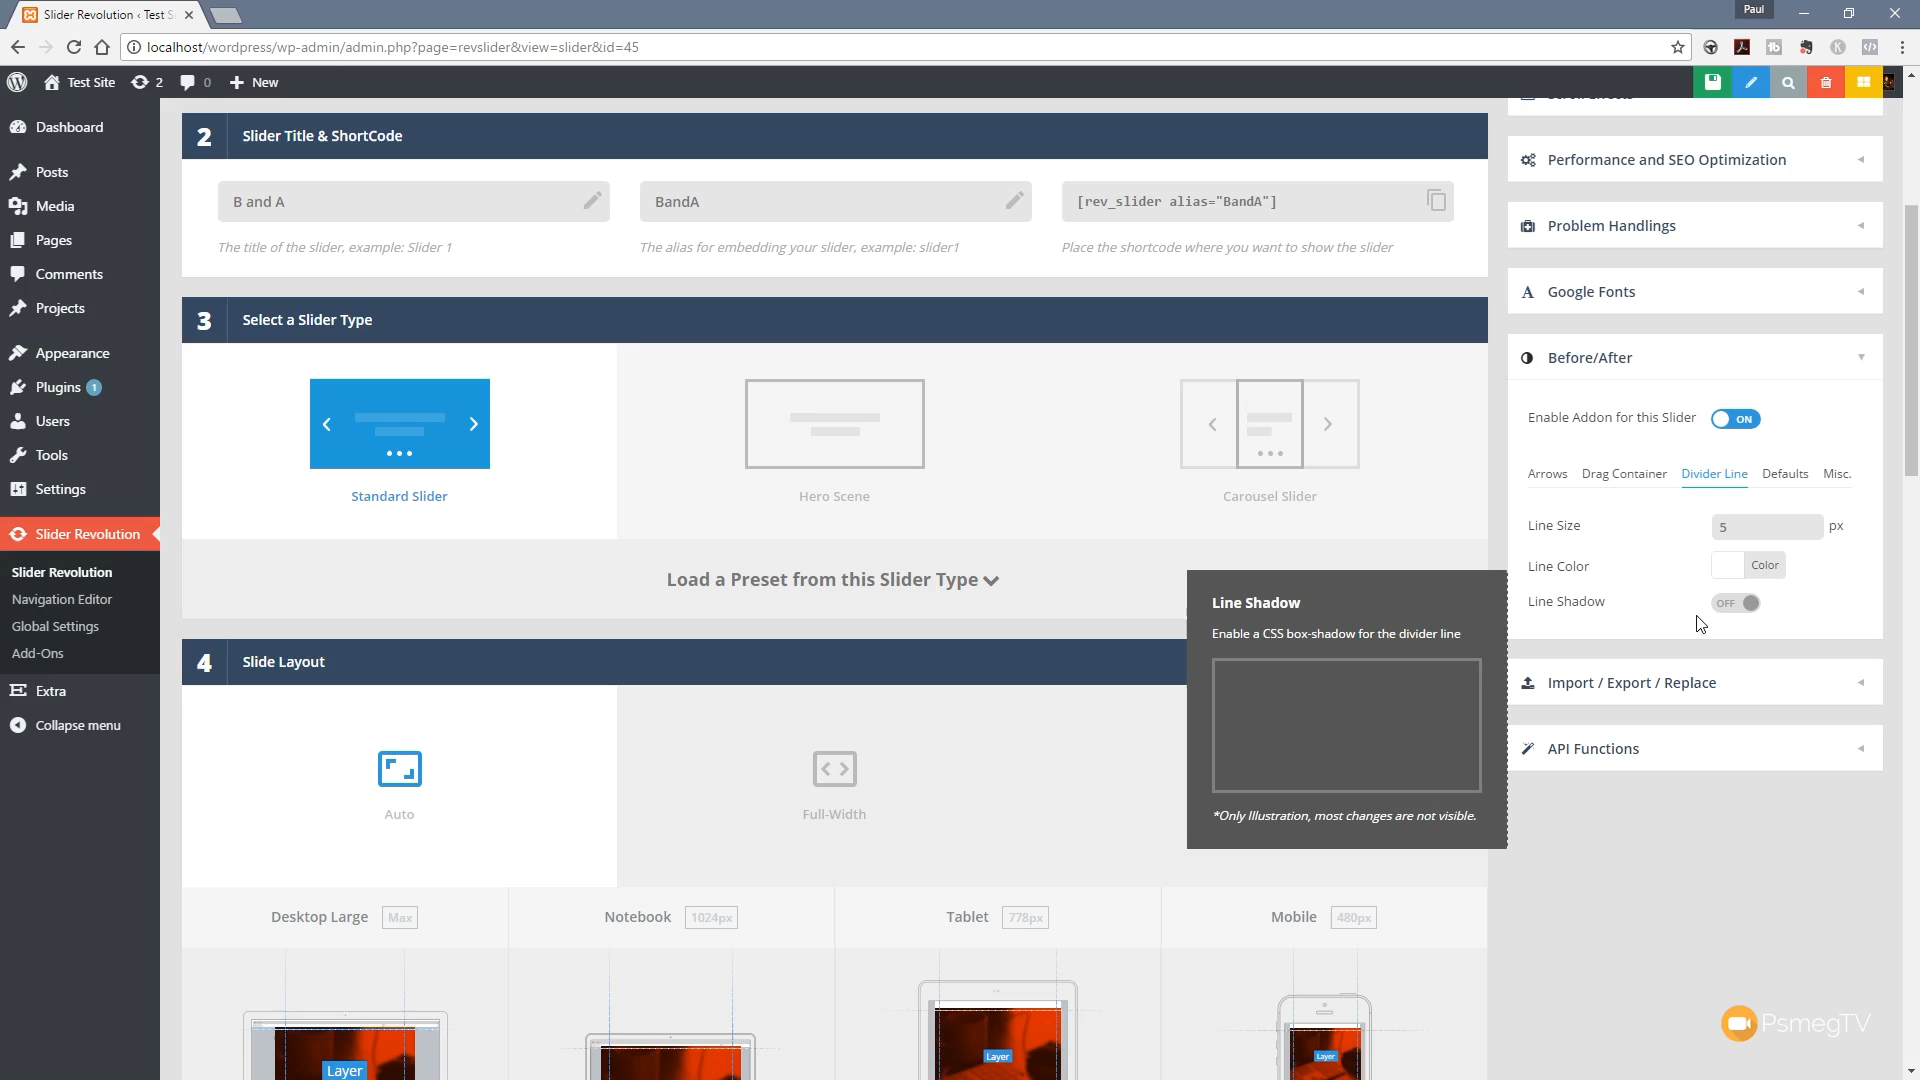 Slider Revolution ‹ Test S
Paul
localhost/wordpress/wp-admin/admin.php?page=revslider&view=slider&id=45
Test Site
2
0
New
Dashboard
Posts
Media
Pages
Comments
Projects
Appearance
Plugins 1
Users
Tools
Settings
Slider Revolution
Slider Revolution
Navigation Editor
Global Settings
Add-Ons
Extra
Collapse menu
2 Slider Title & ShortCode
B and A
BandA
[rev_slider alias="BandA"]
The title of the slider, example: Slider 1
The alias for embedding your slider, example: slider1
Place the shortcode where you want to show the slider
3 Select a Slider Type
Standard Slider
Hero Scene
Carousel Slider
Load a Preset from this Slider Type
4 Slide Layout
Auto
Full-Width
Desktop Large Max
Notebook 1024px
Tablet 778px
Mobile 480px
Layer
Layer
Layer
Line Shadow
Enable a CSS box-shadow for the divider line
*Only Illustration, most changes are not visible.
Performance and SEO Optimization
Problem Handlings
Google Fonts
Before/After
Enable Addon for this Slider ON
Arrows Drag Container Divider Line Defaults Misc.
Line Size 5 px
Line Color Color
Line Shadow OFF
Import / Export / Replace
API Functions
PsmegTV